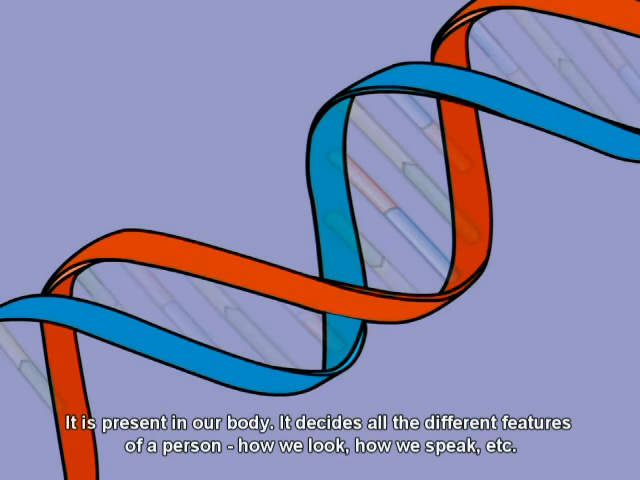 It is present in our body. It decides all the different features
of a person - how we look, how we speak, etc.